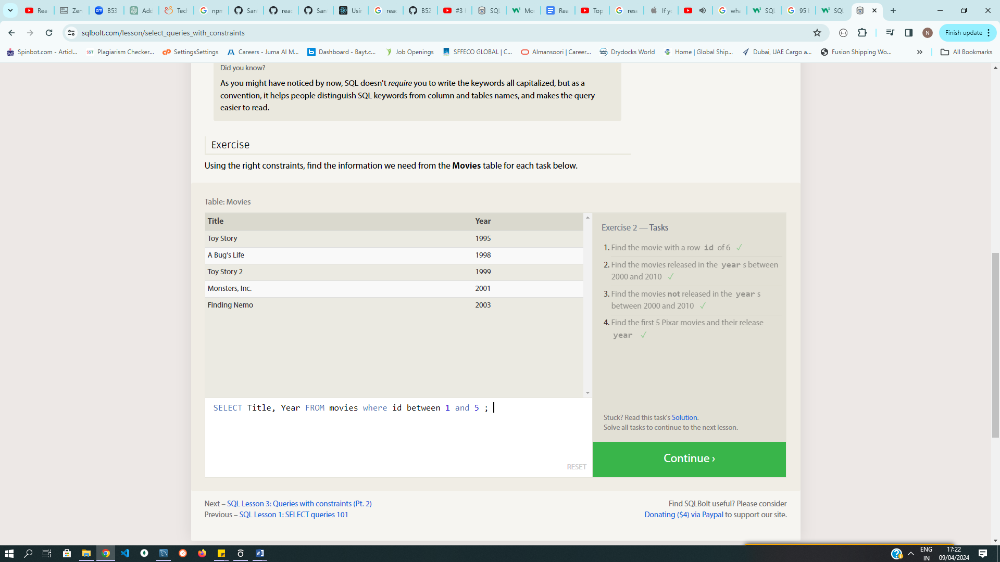 Rea
Zen
B53
Add
Tech
npn
San
reac
San
Usin
reac
B52
#3
SQL
Mo
Rea
Top
rese
If yo
wha
SQL
95
SQL
sqlbolt.com/lesson/select_queries_with_constraints
N
Finish update
Spinbot.com - Articl...
Plagiarism Checker...
SettingsSettings
Careers - Juma Al M...
Dashboard - Bayt.c...
Job Openings
SFFECO GLOBAL | C...
Almansoori | Career...
Drydocks World
Home | Global Ship...
Dubai, UAE Cargo a...
Fusion Shipping Wo...
»
All Bookmarks
Did you know?
As you might have noticed by now, SQL doesn't require you to write the keywords all capitalized, but as a
convention, it helps people distinguish SQL keywords from column and tables names, and makes the query
easier to read.
Exercise
Using the right constraints, find the information we need from the Movies table for each task below.
Table: Movies
Title Year
Toy Story 1995
A Bug's Life 1998
Toy Story 2 1999
Monsters, Inc. 2001
Finding Nemo 2003
SELECT Title, Year FROM movies where id between 1 and 5 ;
RESET
Exercise 2 — Tasks
1. Find the movie with a row id of 6 ✓
2. Find the movies released in the year s between
2000 and 2010 ✓
3. Find the movies not released in the year s
between 2000 and 2010 ✓
4. Find the first 5 Pixar movies and their release
year ✓
Stuck? Read this task's Solution.
Solve all tasks to continue to the next lesson.
Continue ›
Next – SQL Lesson 3: Queries with constraints (Pt. 2)
Previous – SQL Lesson 1: SELECT queries 101
Find SQLBolt useful? Please consider
Donating ($4) via Paypal to support our site.
ENG
IN
17:22
09/04/2024